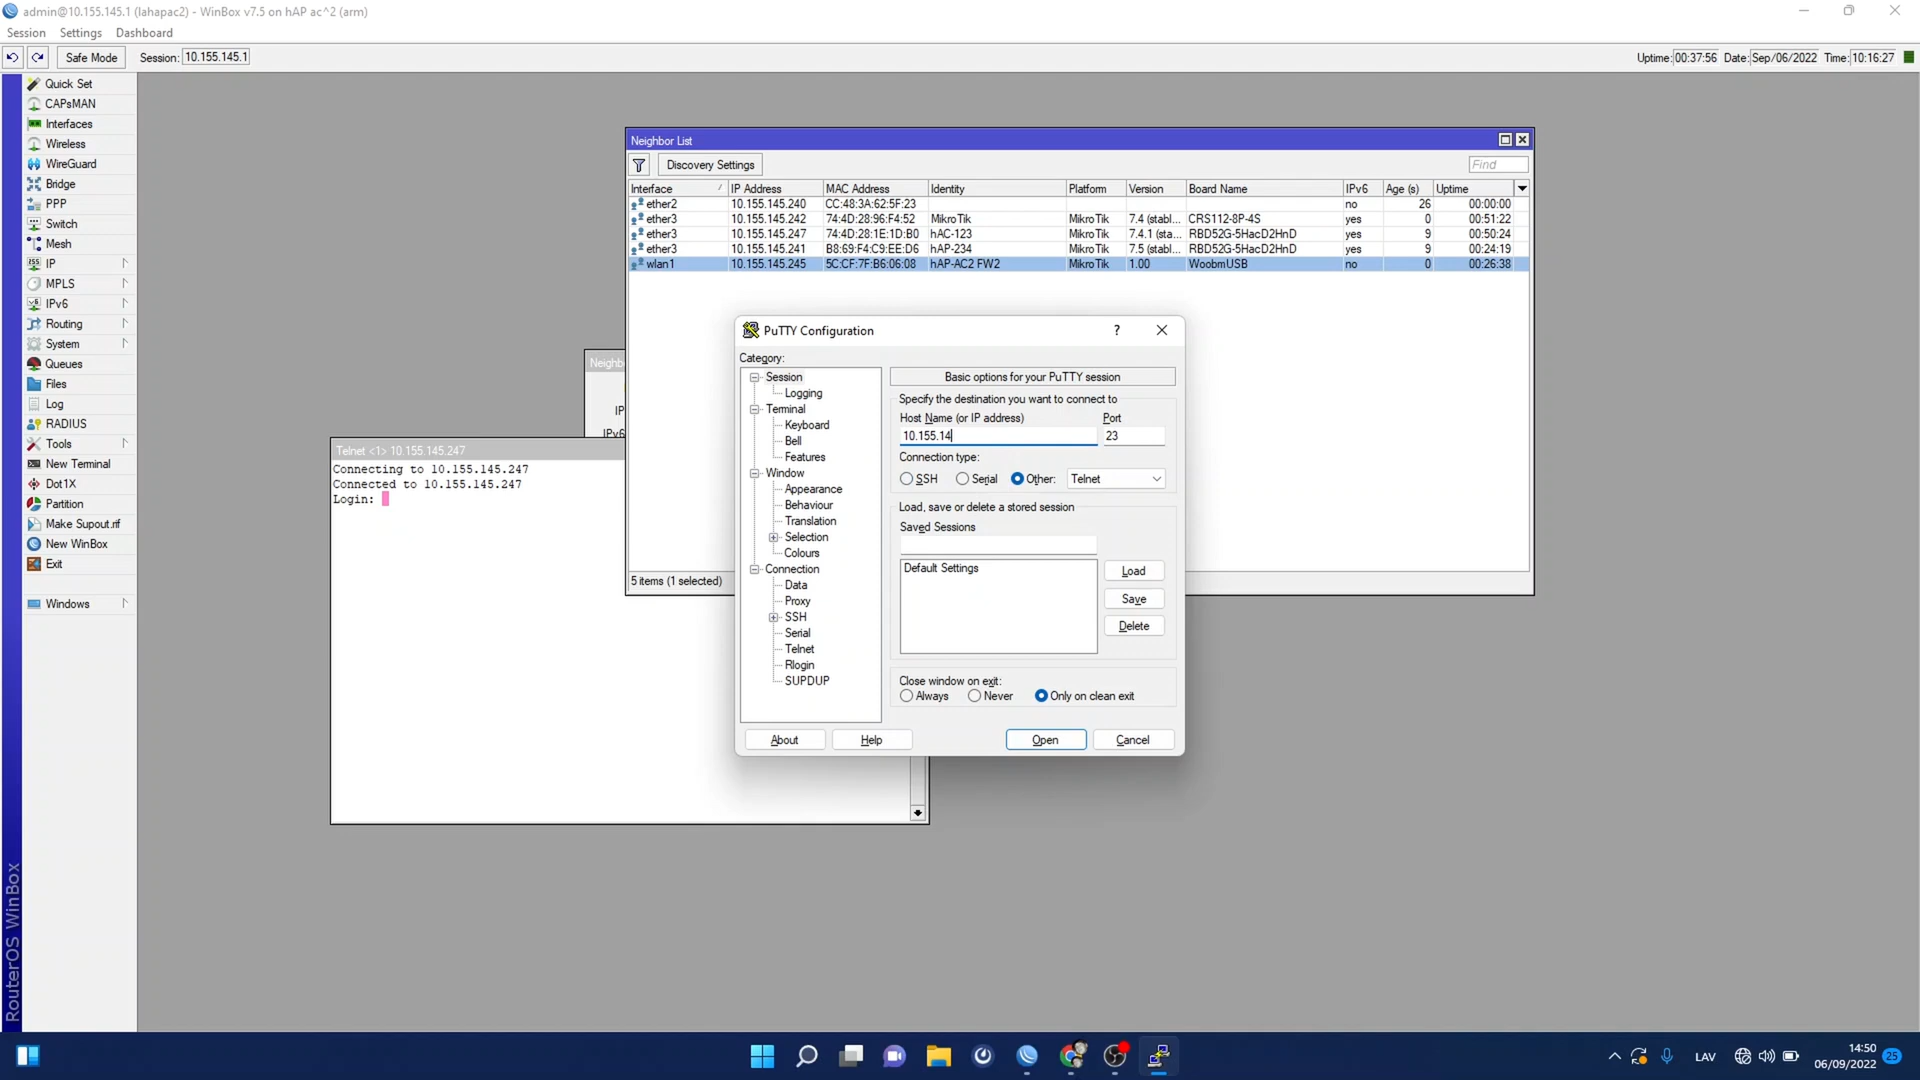 admin@10.155.145.1 (lahapac2) - WinBox v7.5 on hAP ac^2 (arm)
Session Settings Dashboard
Safe Mode Session: 10.155.145.1 Uptime: 00:37:56 Date: Sep/06/2022 Time: 10:16:27
Quick Set
CAPsMAN
Interfaces
Wireless
WireGuard
Bridge
PPP
Switch
Mesh
IP
MPLS
IPv6
Routing
System
Queues
Files
Log
RADIUS
Tools
New Terminal
Dot1X
Partition
Make Supout.rif
New WinBox
Exit
Windows
RouterOS WinBox
Neighbor List
Discovery Settings Find
Interface IP Address MAC Address Identity Platform Version Board Name IPv6 Age (s) Uptime
ether2 10.155.145.240 CC:48:3A:62:5F:23 no 26 00:00:00
ether3 10.155.145.242 74:4D:28:96:F4:52 MikroTik MikroTik 7.4 (stabl... CRS112-8P-4S yes 0 00:51:22
ether3 10.155.145.247 74:4D:28:1E:1D:B0 hAC-123 MikroTik 7.4.1 (sta... RBD52G-5HacD2HnD yes 9 00:50:24
ether3 10.155.145.241 B8:69:F4:C9:EE:D6 hAP-234 MikroTik 7.5 (stabl... RBD52G-5HacD2HnD yes 9 00:24:19
wlan1 10.155.145.245 5C:CF:7F:B6:06:08 hAP-AC2 FW2 MikroTik 1.00 WoobmUSB no 0 00:26:38
5 items (1 selected)
Neighb
IP
IPv6
Telnet <1> 10.155.145.247
Connecting to 10.155.145.247
Connected to 10.155.145.247
Login:
PuTTY Configuration ?
Category:
Session
Logging
Terminal
Keyboard
Bell
Features
Window
Appearance
Behaviour
Translation
Selection
Colours
Connection
Data
Proxy
SSH
Serial
Telnet
Rlogin
SUPDUP
Basic options for your PuTTY session
Specify the destination you want to connect to
Host Name (or IP address) Port
10.155.14 23
Connection type:
SSH Serial Other: Telnet
Load, save or delete a stored session
Saved Sessions
Default Settings
Load
Save
Delete
Close window on exit:
Always Never Only on clean exit
About Help Open Cancel
LAV
14:50
06/09/2022
25